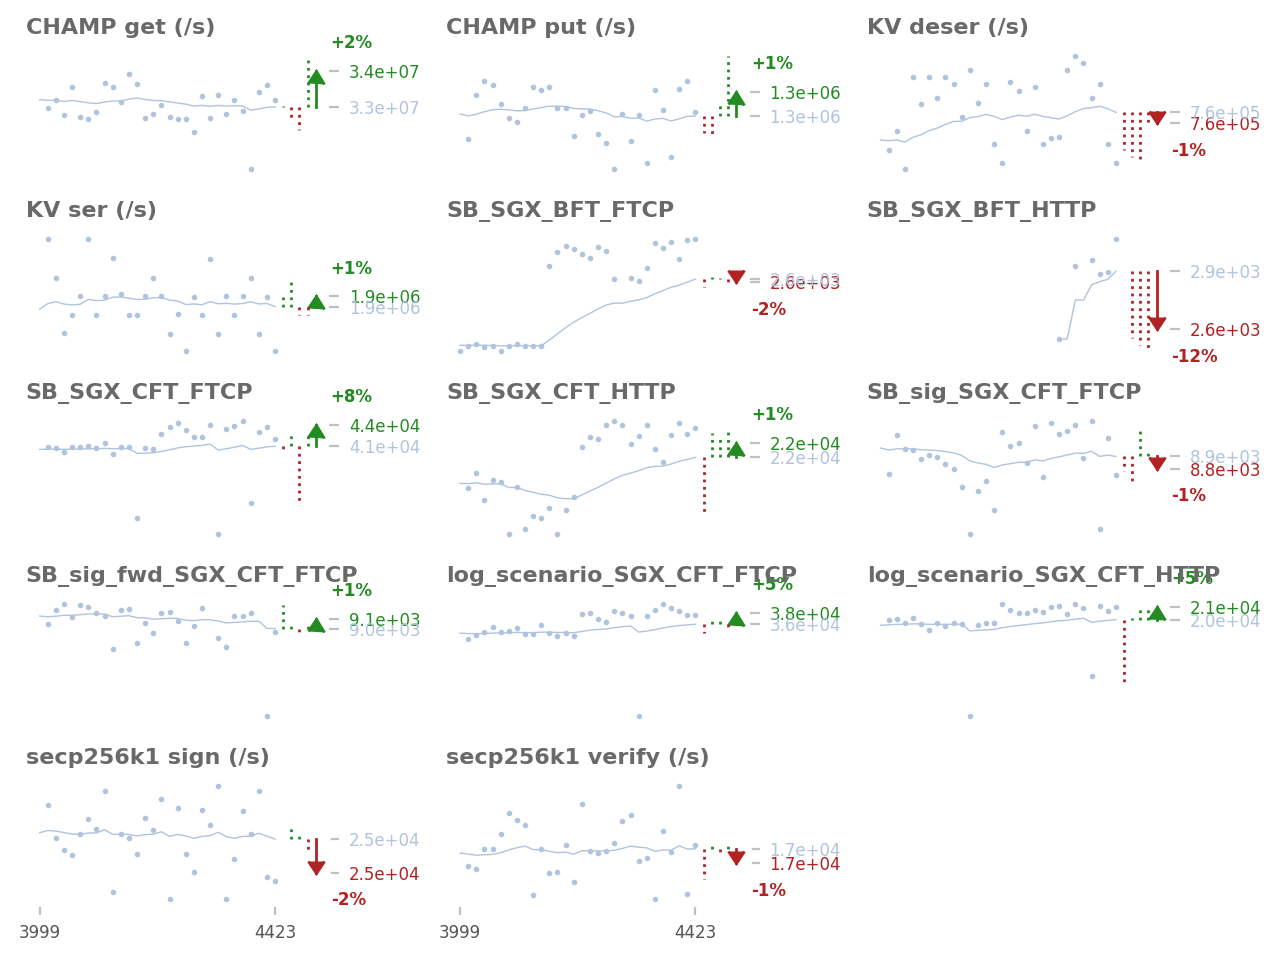 CHAMP get (/s)
+2%
3.4e+07
3.3e+07
CHAMP put (/s)
+1%
1.3e+06
1.3e+06
KV deser (/s)
7.6e+05
7.6e+05
-1%
KV ser (/s)
+1%
1.9e+06
1.9e+06
SB_SGX_BFT_FTCP
2.6e+03
2.6e+03
-2%
SB_SGX_BFT_HTTP
2.9e+03
2.6e+03
-12%
SB_SGX_CFT_FTCP
+8%
4.4e+04
4.1e+04
SB_SGX_CFT_HTTP
+1%
2.2e+04
2.2e+04
SB_sig_SGX_CFT_FTCP
8.9e+03
8.8e+03
-1%
SB_sig_fwd_SGX_CFT_FTCP
+1%
9.1e+03
9.0e+03
log_scenario_SGX_CFT_FTCP
+5%
3.8e+04
3.6e+04
log_scenario_SGX_CFT_HTTP
+5%
2.1e+04
2.0e+04
secp256k1 sign (/s)
2.5e+04
2.5e+04
-2%
secp256k1 verify (/s)
1.7e+04
1.7e+04
-1%
3999
4423
3999
4423